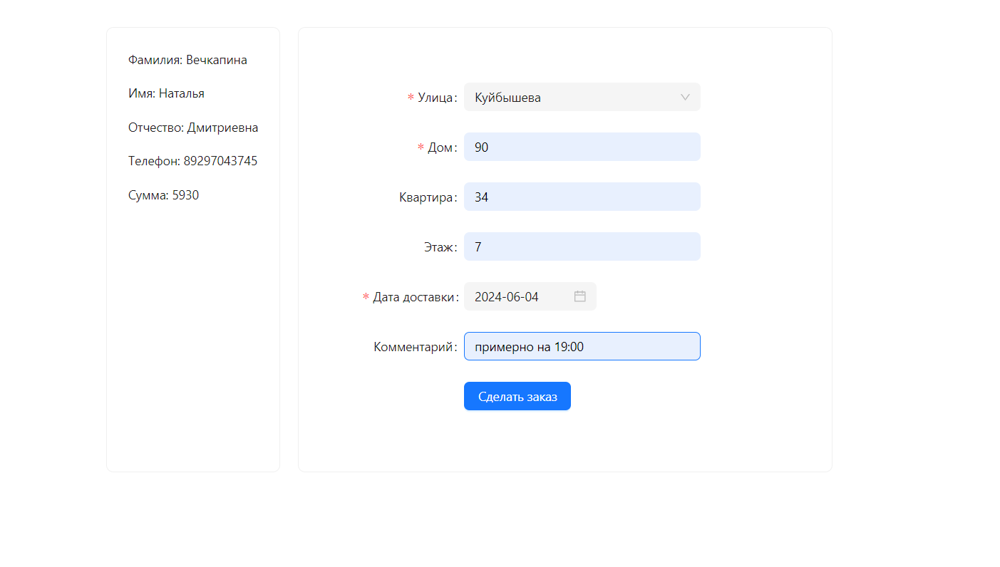 Фамилия: Вечкапина
Имя: Наталья
Отчество: Дмитриевна
Телефон: 89297043745
Сумма: 5930
* Улица: Куйбышева
* Дом: 90
Квартира: 34
Этаж: 7
* Дата доставки: 2024-06-04
Комментарий: примерно на 19:00
Сделать заказ